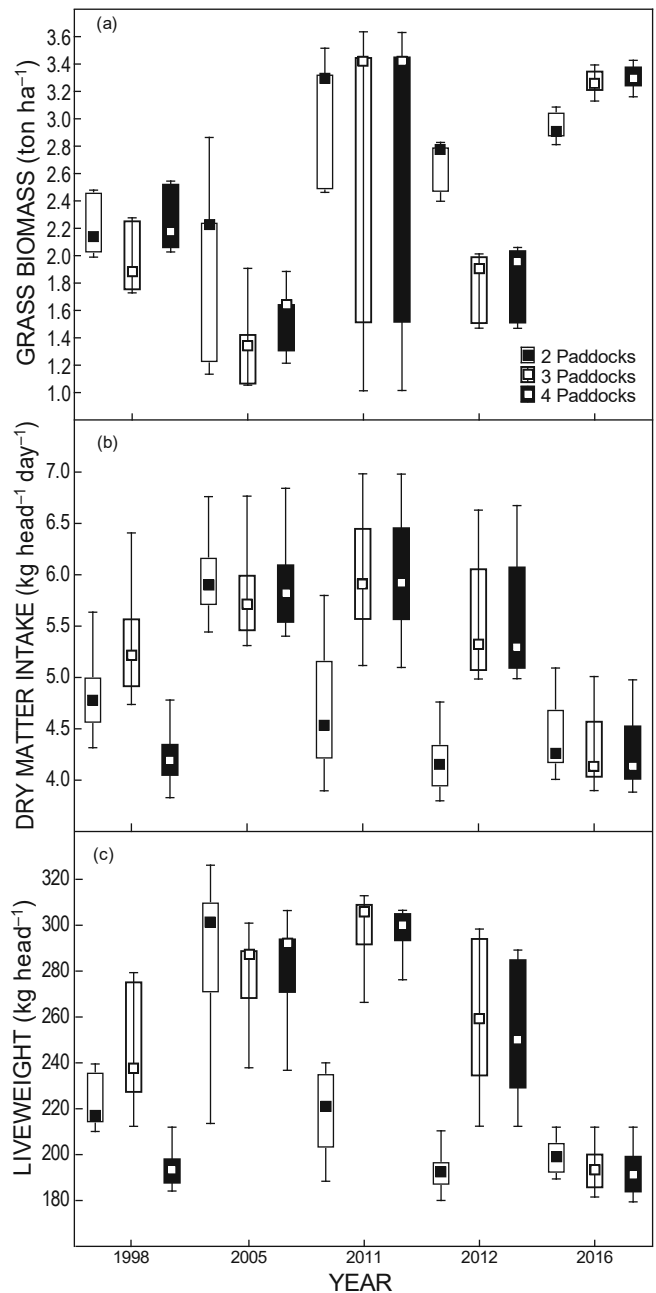 (a)
GRASS BIOMASS (ton ha⁻¹)
3.6
3.4
3.2
3.0
2.8
2.6
2.4
2.2
2.0
1.8
1.6
1.4
1.2
1.0
2 Paddocks
3 Paddocks
4 Paddocks
(b)
DRY MATTER INTAKE (kg head⁻¹ day⁻¹)
7.0
6.5
6.0
5.5
5.0
4.5
4.0
(c)
LIVEWEIGHT (kg head⁻¹)
320
300
280
260
240
220
200
180
1998 2005 2011 2012 2016
YEAR